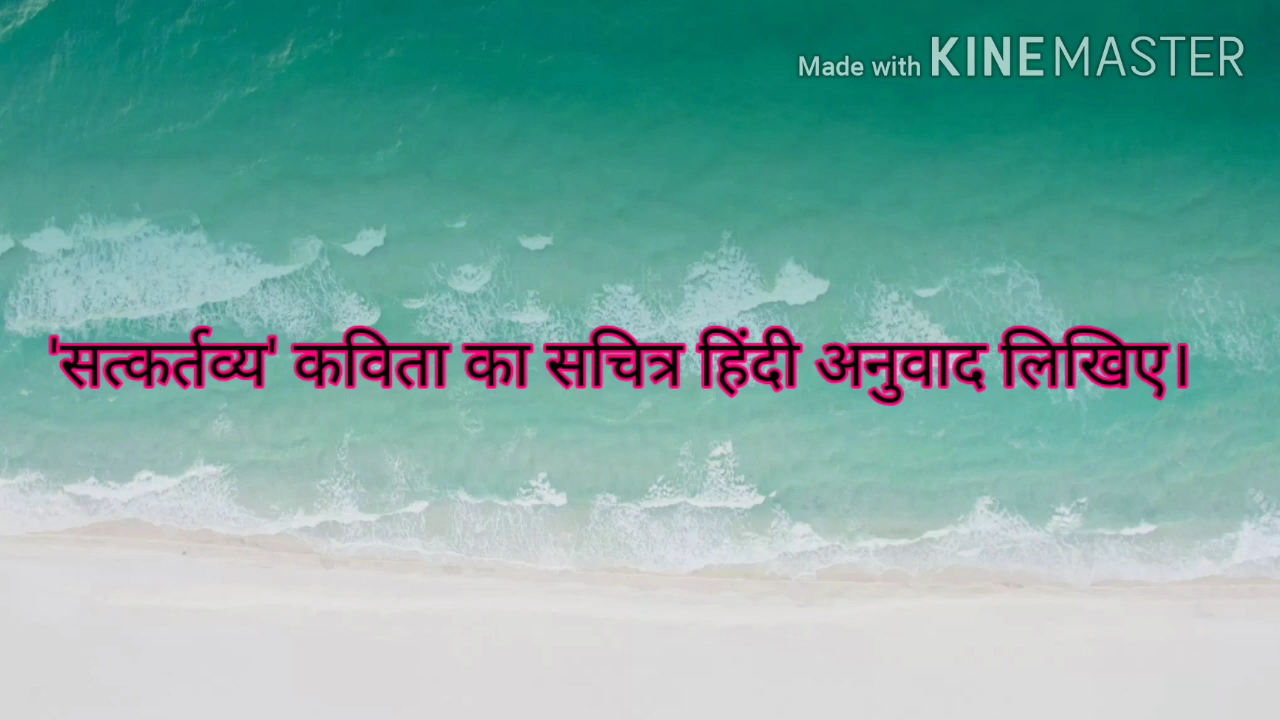 Made with KINEMASTER
'सत्कर्तव्य' कविता का सचित्र हिंदी अनुवाद लिखिए।